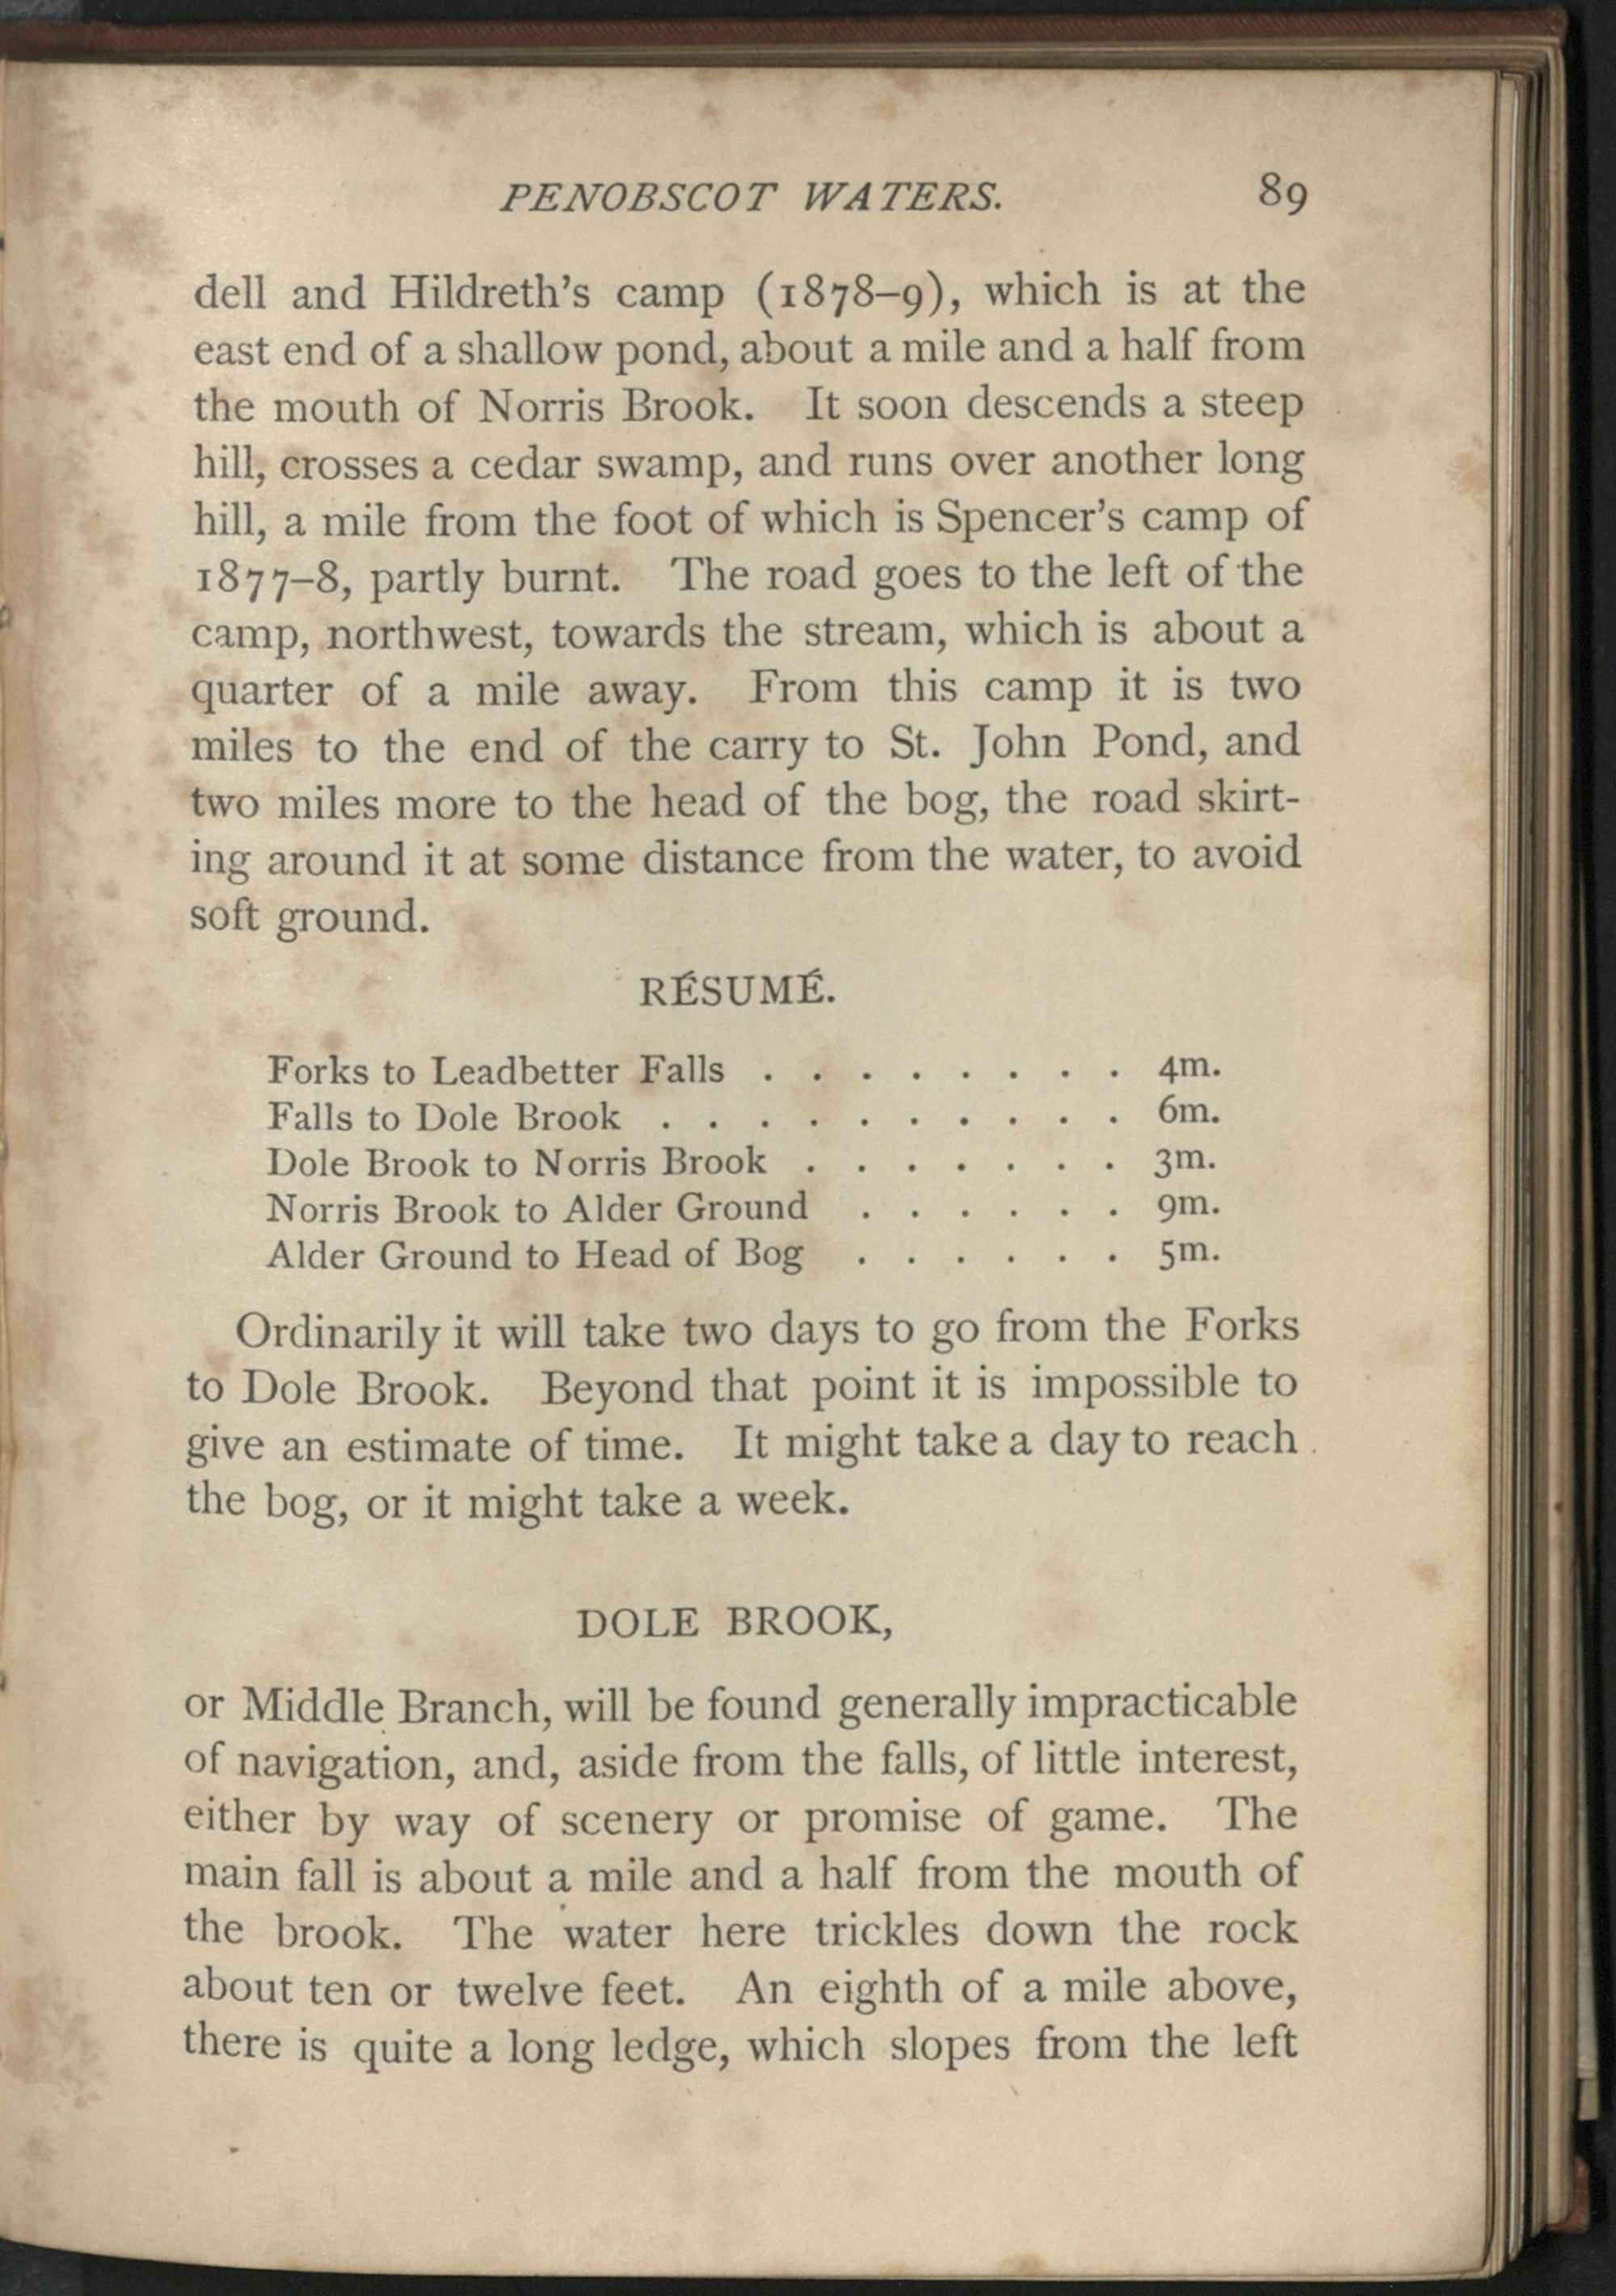 PENOBSCOT WATERS. 89
dell and Hildreth's camp (1878–9), which is at the
east end of a shallow pond, about a mile and a half from
the mouth of Norris Brook. It soon descends a steep
hill, crosses a cedar swamp, and runs over another long
hill, a mile from the foot of which is Spencer's camp of
1877–8, partly burnt. The road goes to the left of the
camp, northwest, towards the stream, which is about a
quarter of a mile away. From this camp it is two
miles to the end of the carry to St. John Pond, and
two miles more to the head of the bog, the road skirt-
ing around it at some distance from the water, to avoid
soft ground.
RÉSUMÉ.
Forks to Leadbetter Falls . . . . . . . . 4m.
Falls to Dole Brook . . . . . . . . . . 6m.
Dole Brook to Norris Brook . . . . . . . 3m.
Norris Brook to Alder Ground . . . . . . 9m.
Alder Ground to Head of Bog . . . . . . 5m.
Ordinarily it will take two days to go from the Forks
to Dole Brook. Beyond that point it is impossible to
give an estimate of time. It might take a day to reach
the bog, or it might take a week.
DOLE BROOK,
or Middle Branch, will be found generally impracticable
of navigation, and, aside from the falls, of little interest,
either by way of scenery or promise of game. The
main fall is about a mile and a half from the mouth of
the brook. The water here trickles down the rock
about ten or twelve feet. An eighth of a mile above,
there is quite a long ledge, which slopes from the left